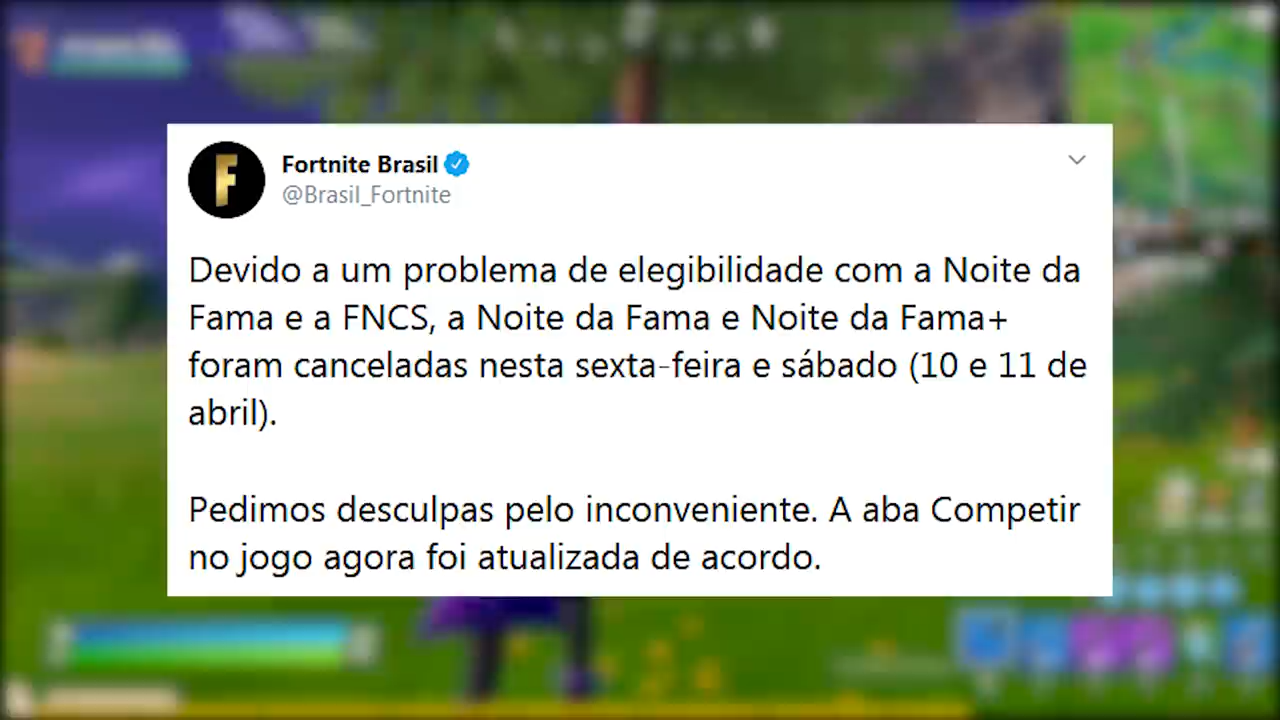 Fortnite Brasil
@Brasil_Fortnite
Devido a um problema de elegibilidade com a Noite da
Fama e a FNCS, a Noite da Fama e Noite da Fama+
foram canceladas nesta sexta-feira e sábado (10 e 11 de
abril).
Pedimos desculpas pelo inconveniente. A aba Competir
no jogo agora foi atualizada de acordo.